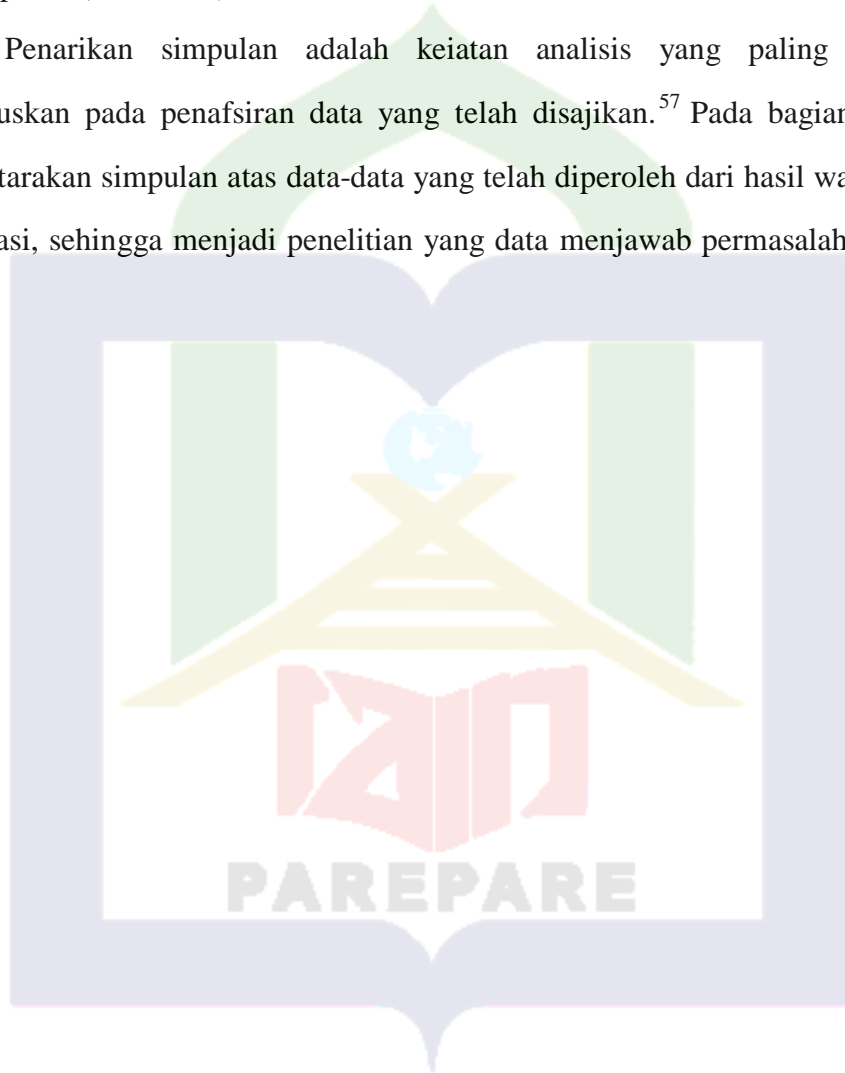 Penarikan simpulan adalah keiatan analisis yang paling
uskan pada penafsiran data yang telah disajikan.57 Pada bagian
tarakan simpulan atas data-data yang telah diperoleh dari hasil wa
asi, sehingga menjadi penelitian yang data menjawab permasalah
PAREPARE